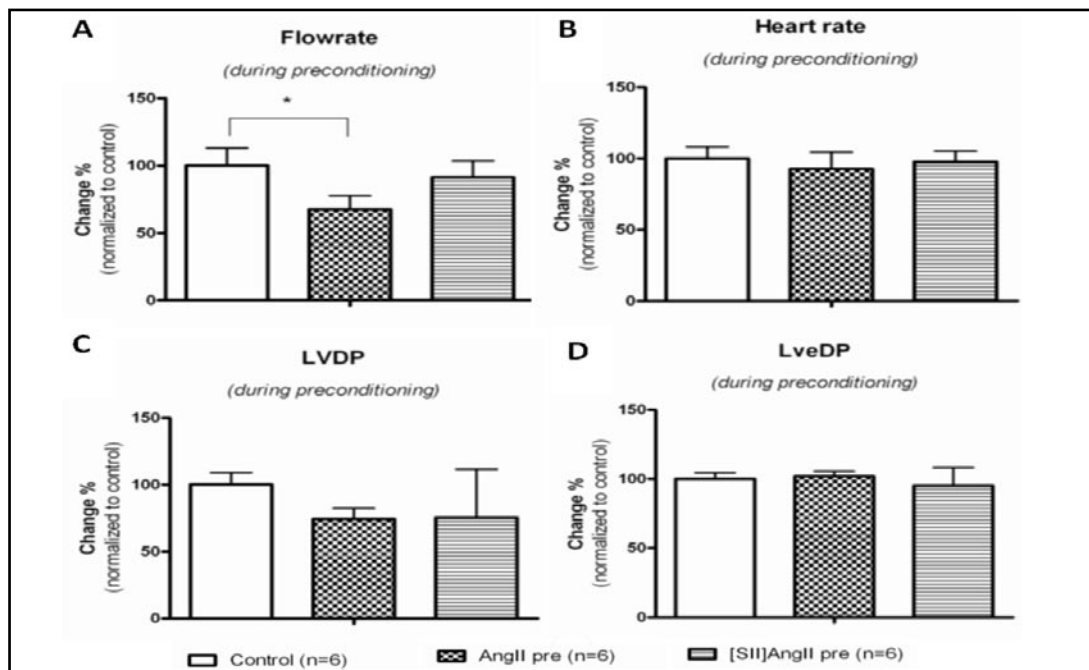 A
Flowrate
(during preconditioning)
*
150
100
50
0
Change %
(normalized to control)
B
Heart rate
(during preconditioning)
150
100
50
0
Change %
(normalized to control)
C
LVDP
(during preconditioning)
150
100
50
0
Change %
(normalized to control)
D
LveDP
(during preconditioning)
150
100
50
0
Change %
(normalized to control)
Control (n=6)
AngII pre (n=6)
[SII]AngII pre (n=6)